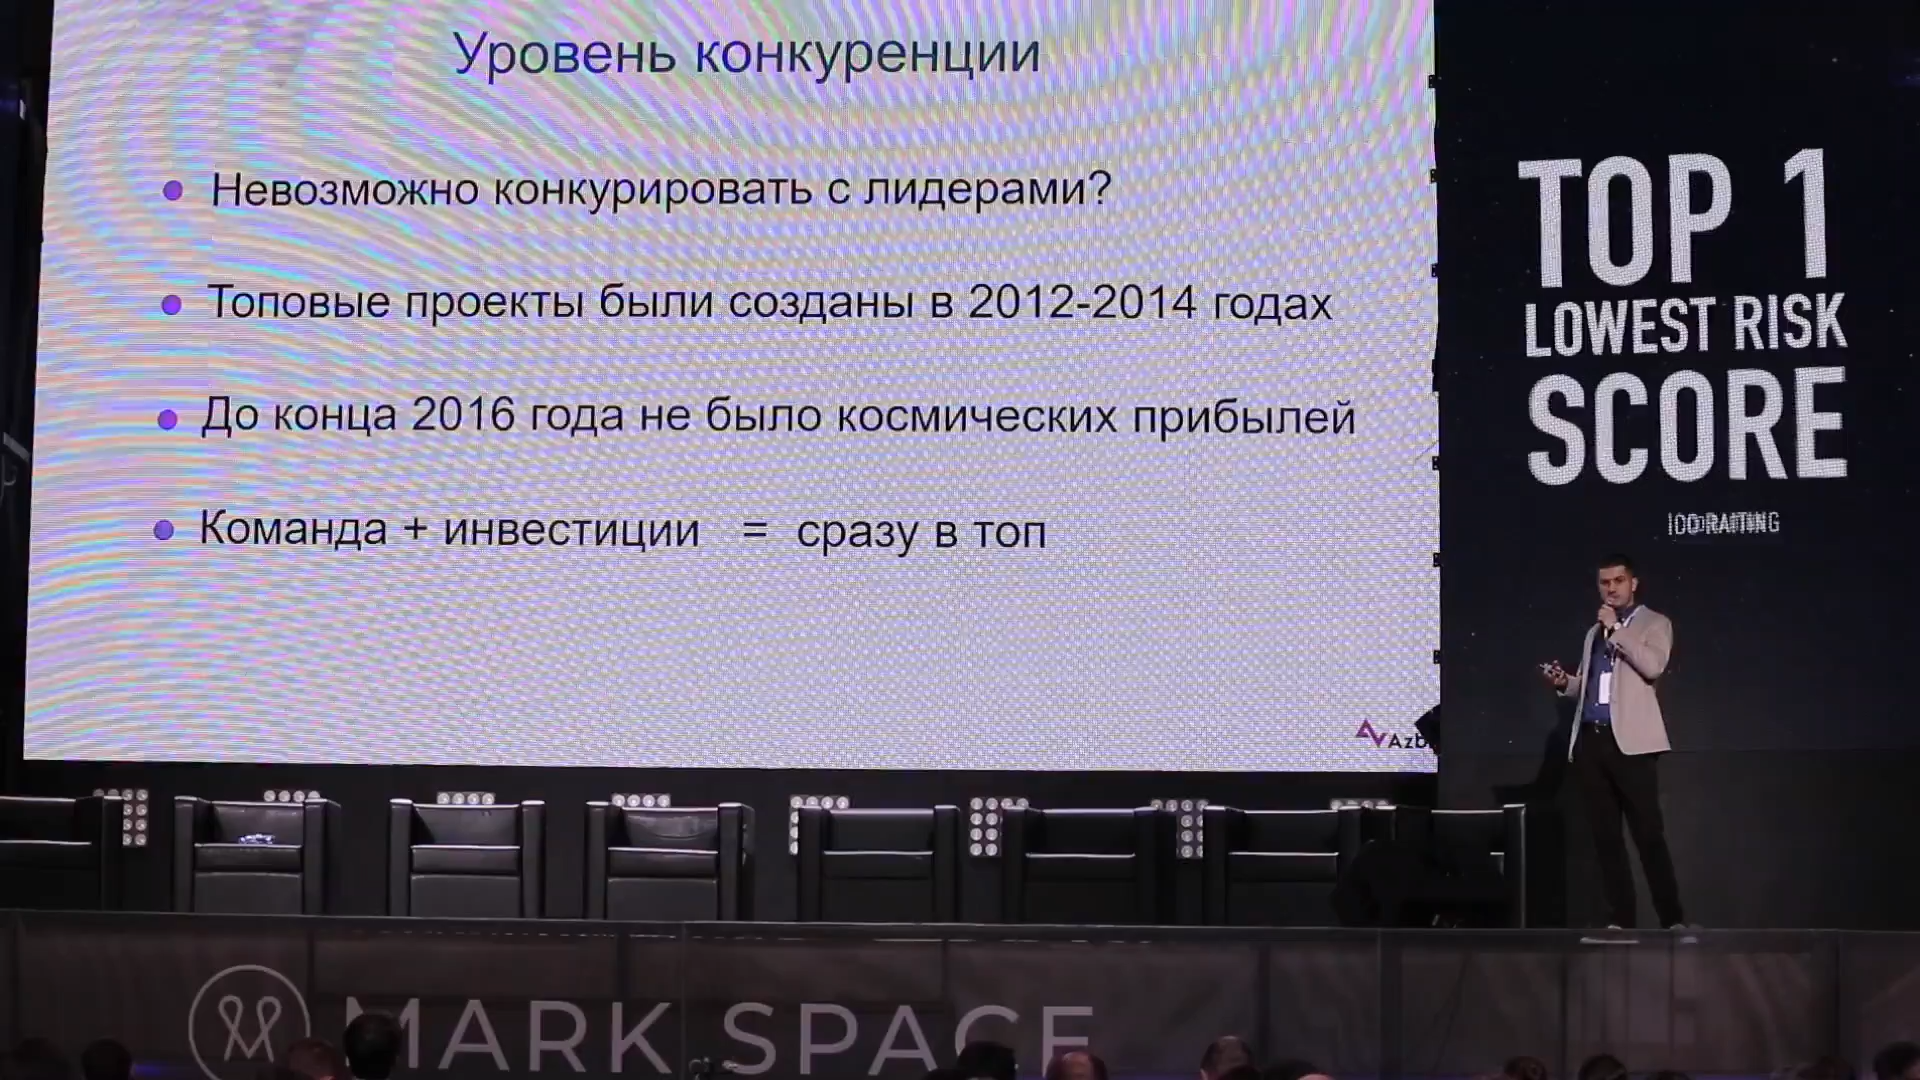 Уровень конкуренции
Невозможно конкурировать с лидерами?
Топовые проекты были созданы в 2012-2014 годах
До конца 2016 года не было космических прибылей
Команда + инвестиции = сразу в топ
TOP 1
LOWEST RISK
SCORE
MARK SPACE